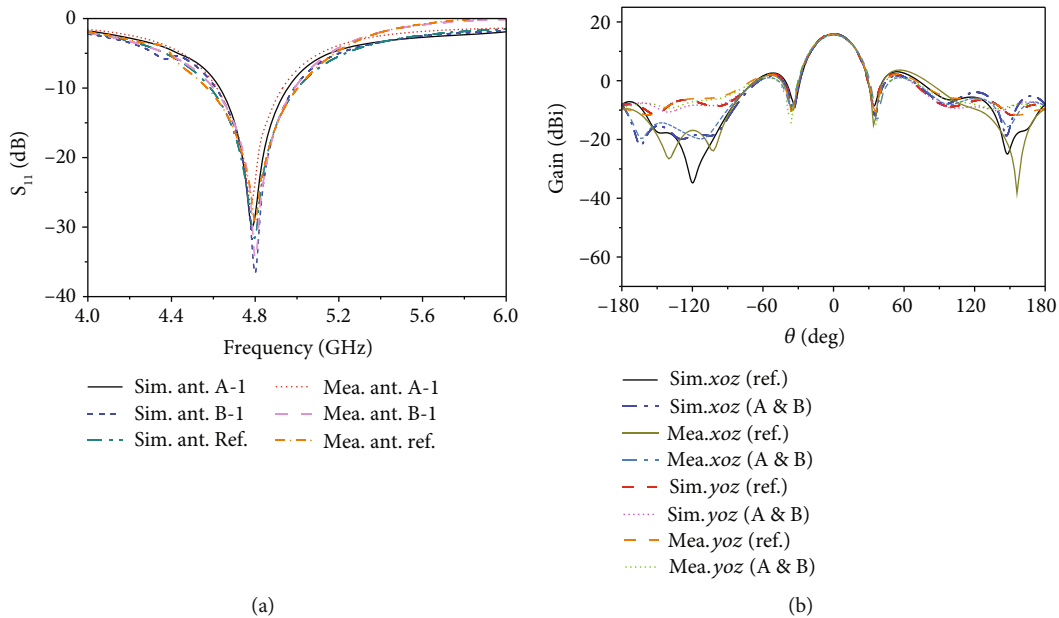 0
−10
−20
−30
−40
S11 (dB)
4.0 4.4 4.8 5.2 5.6 6.0
Frequency (GHz)
Sim. ant. A-1
Sim. ant. B-1
Sim. ant. Ref.
Mea. ant. A-1
Mea. ant. B-1
Mea. ant. ref.
(a)
20
0
−20
−40
−60
Gain (dBi)
−180 −120 −60 0 60 120 180
θ (deg)
Sim.xoz (ref.)
Sim.xoz (A & B)
Mea.xoz (ref.)
Mea.xoz (A & B)
Sim.yoz (ref.)
Sim.yoz (A & B)
Mea.yoz (ref.)
Mea.yoz (A & B)
(b)